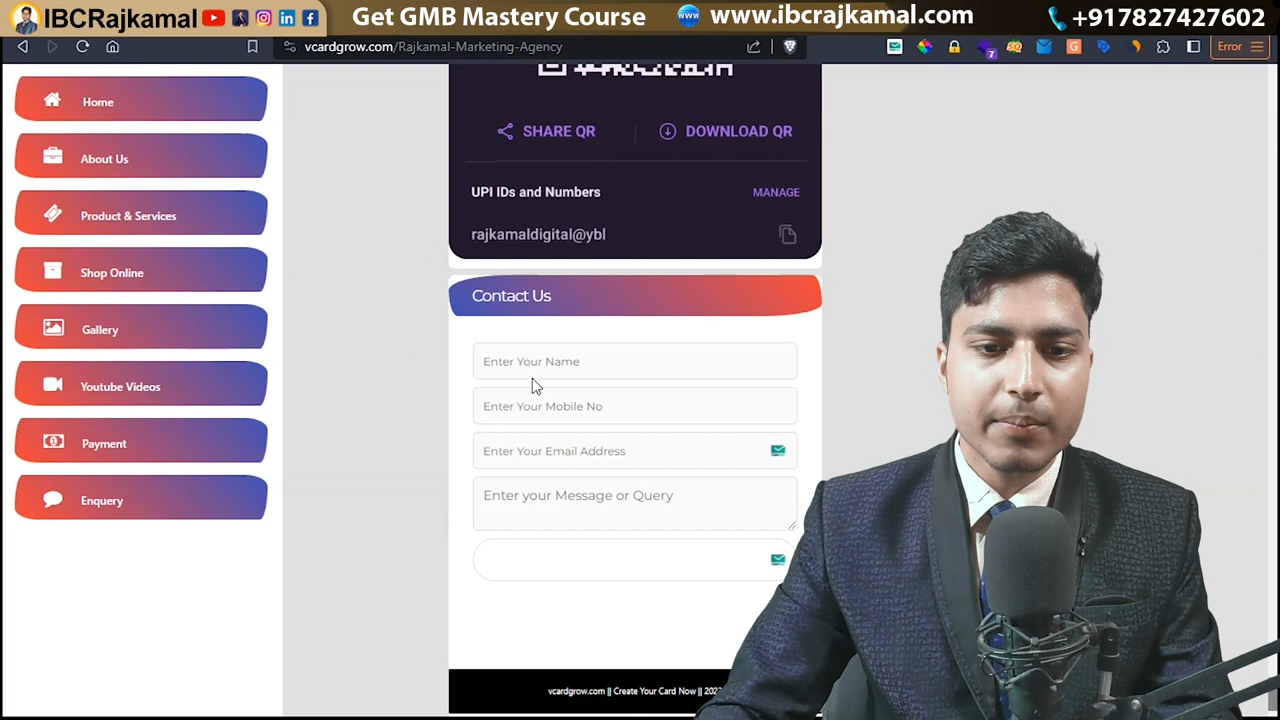 IBCRajkamal
Get GMB Mastery Course
www
www.ibcrajkamal.com
+917827427602
vcardgrow.com/Rajkamal-Marketing-Agency
7
G
Error
Home
About Us
Product & Services
Shop Online
Gallery
Youtube Videos
Payment
Enquery
SHARE QR
DOWNLOAD QR
UPI IDs and Numbers
MANAGE
rajkamaldigital@ybl
Contact Us
Enter Your Name
Enter Your Mobile No
Enter Your Email Address
Enter your Message or Query
vcardgrow.com || Create Your Card Now ||